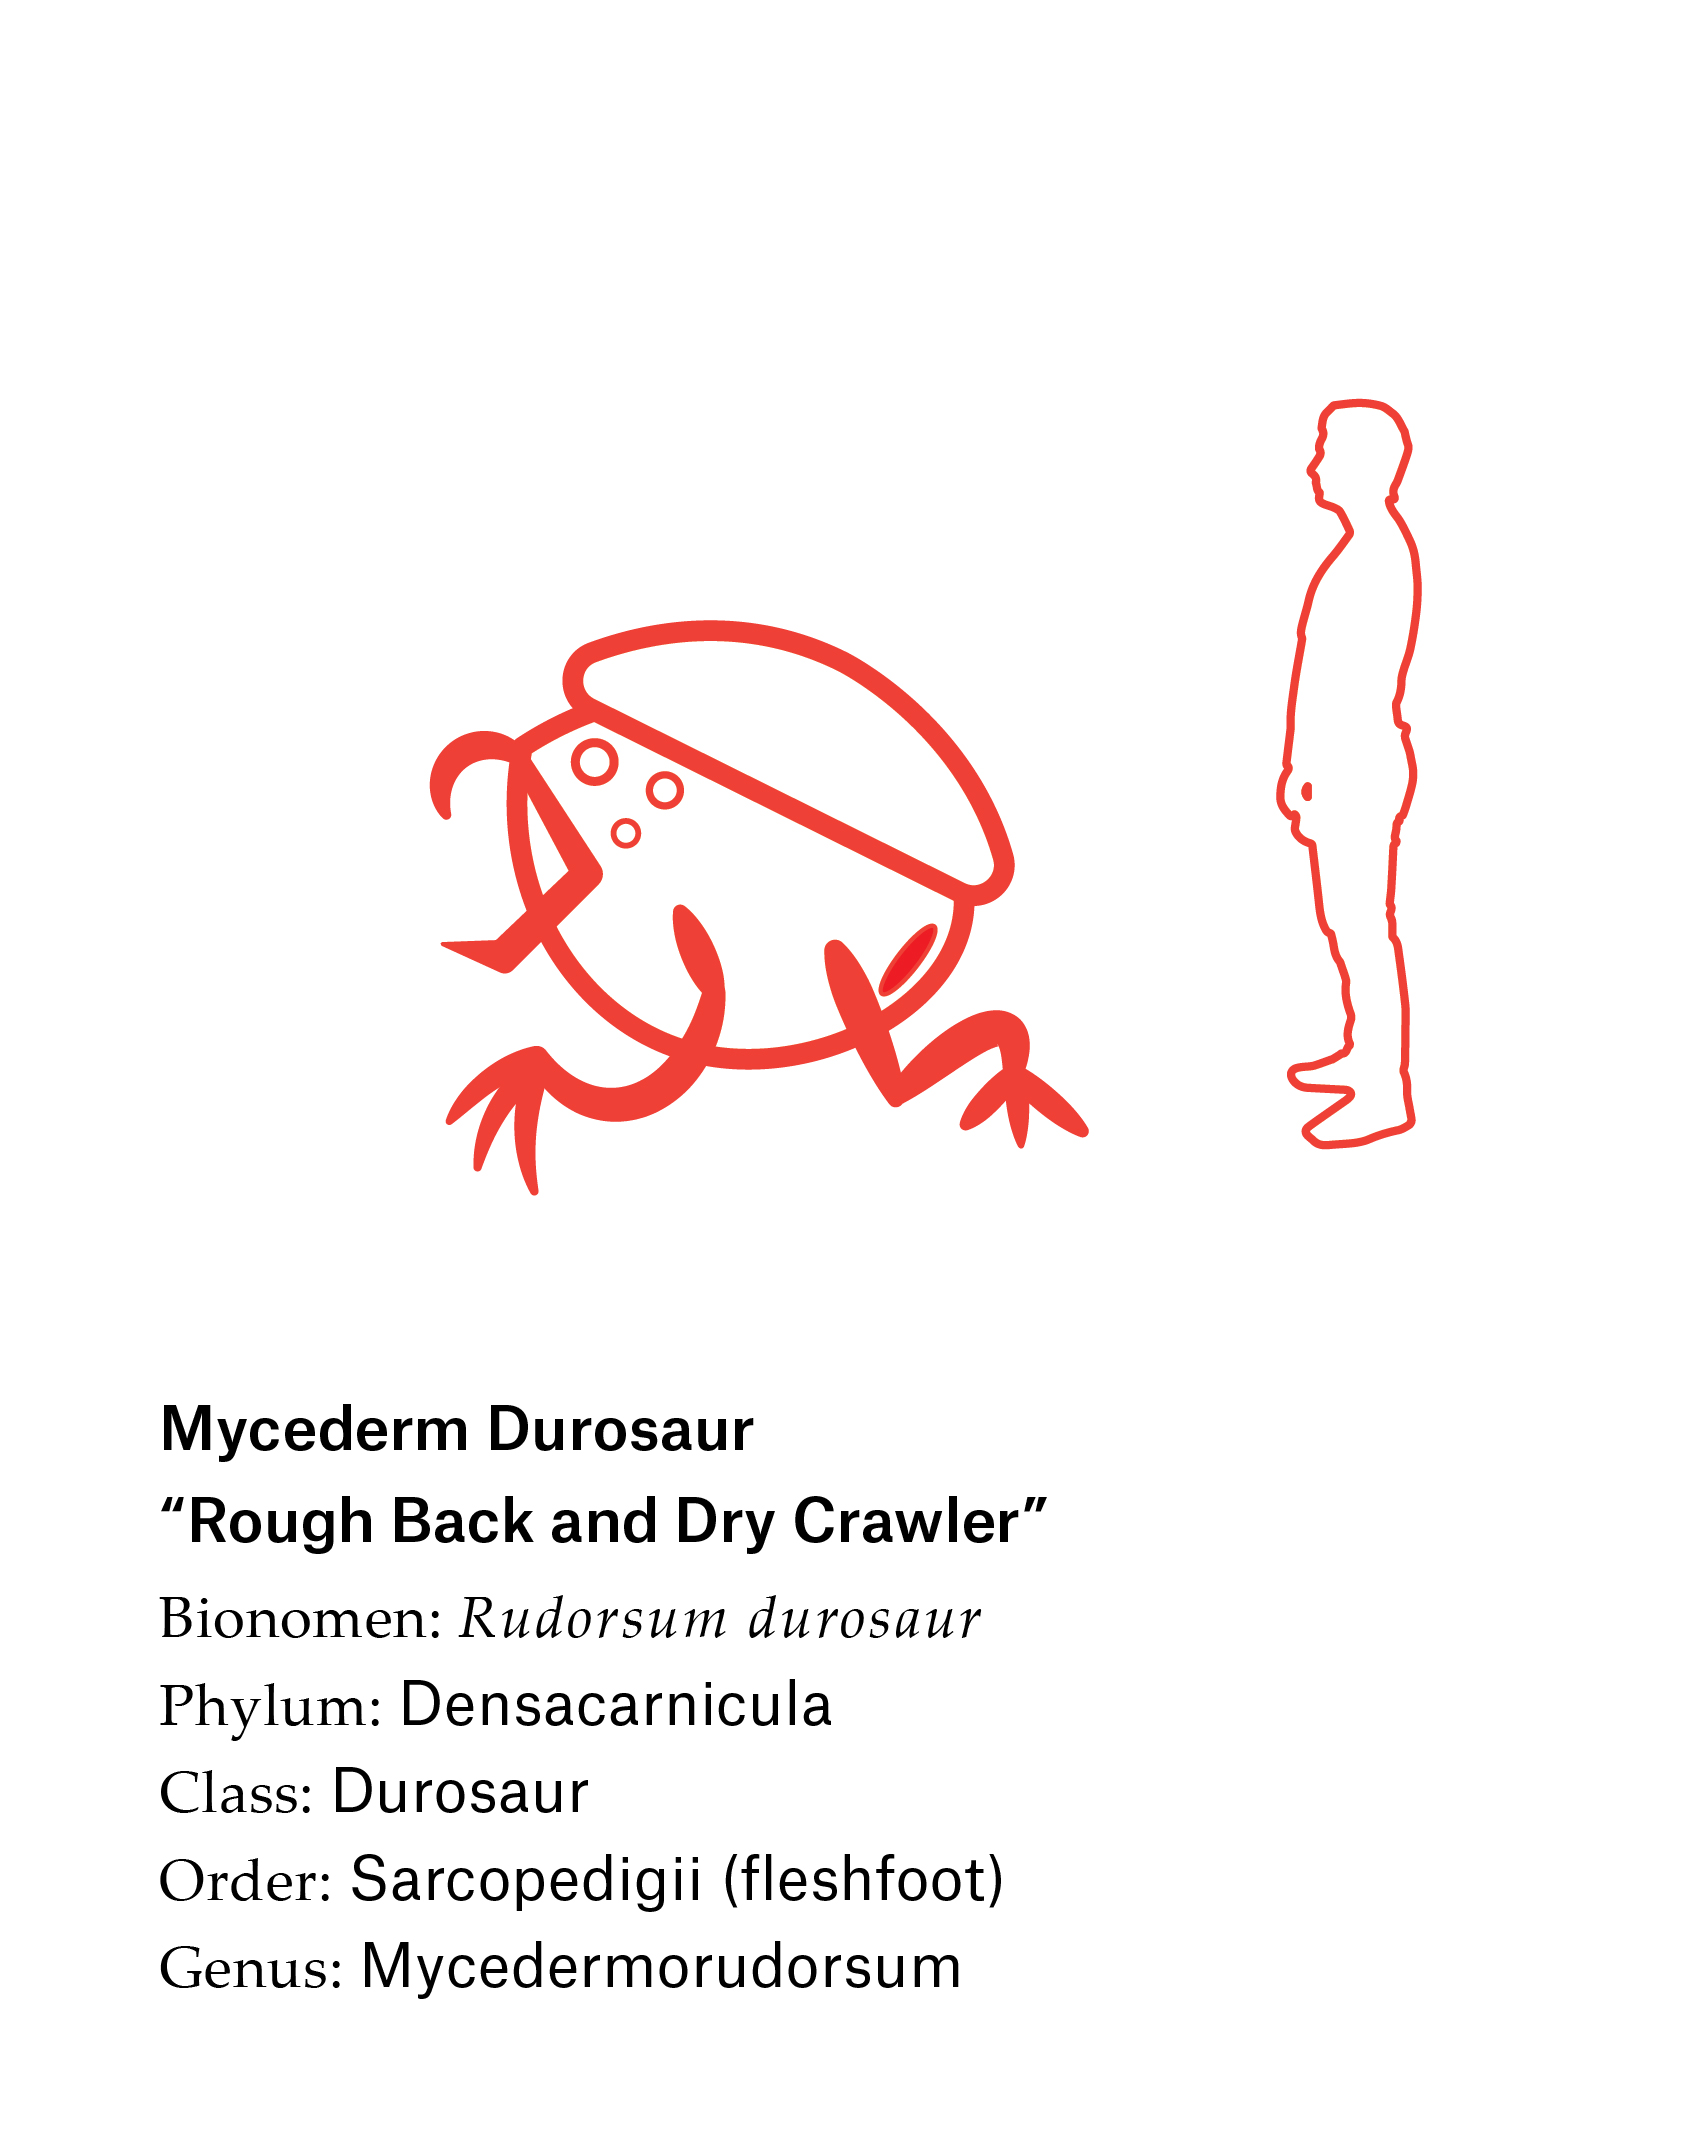 Mycederm Durosaur
“Rough Back and Dry Crawler”
Bionomen: Rudorsum durosaur
Phylum: Densacarnicula
Class: Durosaur
Order: Sarcopedigii (fleshfoot)
Genus: Mycedermorudorsum